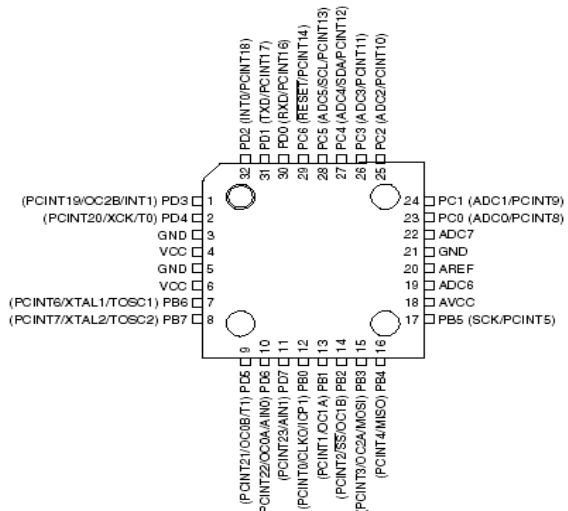 PD2 (INT0/PCINT18)
PD1 (TXD/PCINT17)
PD0 (RXD/PCINT16)
PC6 (RESET/PCINT14)
PC5 (ADC5/SCL/PCINT13)
PC4 (ADC4/SDA/PCINT12)
PC3 (ADC3/PCINT11)
PC2 (ADC2/PCINT10)
32 31 30 29 28 27 26 25
(PCINT19/OC2B/INT1) PD3 1
(PCINT20/XCK/T0) PD4 2
GND 3
VCC 4
GND 5
VCC 6
(PCINT6/XTAL1/TOSC1) PB6 7
(PCINT7/XTAL2/TOSC2) PB7 8
24 PC1 (ADC1/PCINT9)
23 PC0 (ADC0/PCINT8)
22 ADC7
21 GND
20 AREF
19 ADC6
18 AVCC
17 PB5 (SCK/PCINT5)
9 10 11 12 13 14 15 16
(PCINT21/OC0B/T1) PD5
(PCINT22/OC0A/AIN0) PD6
(PCINT23/AIN1) PD7
(PCINT0/CLKO/ICP1) PB0
(PCINT1/OC1A) PB1
(PCINT2/SS/OC1B) PB2
(PCINT3/OC2A/MOSI) PB3
(PCINT4/MISO) PB4